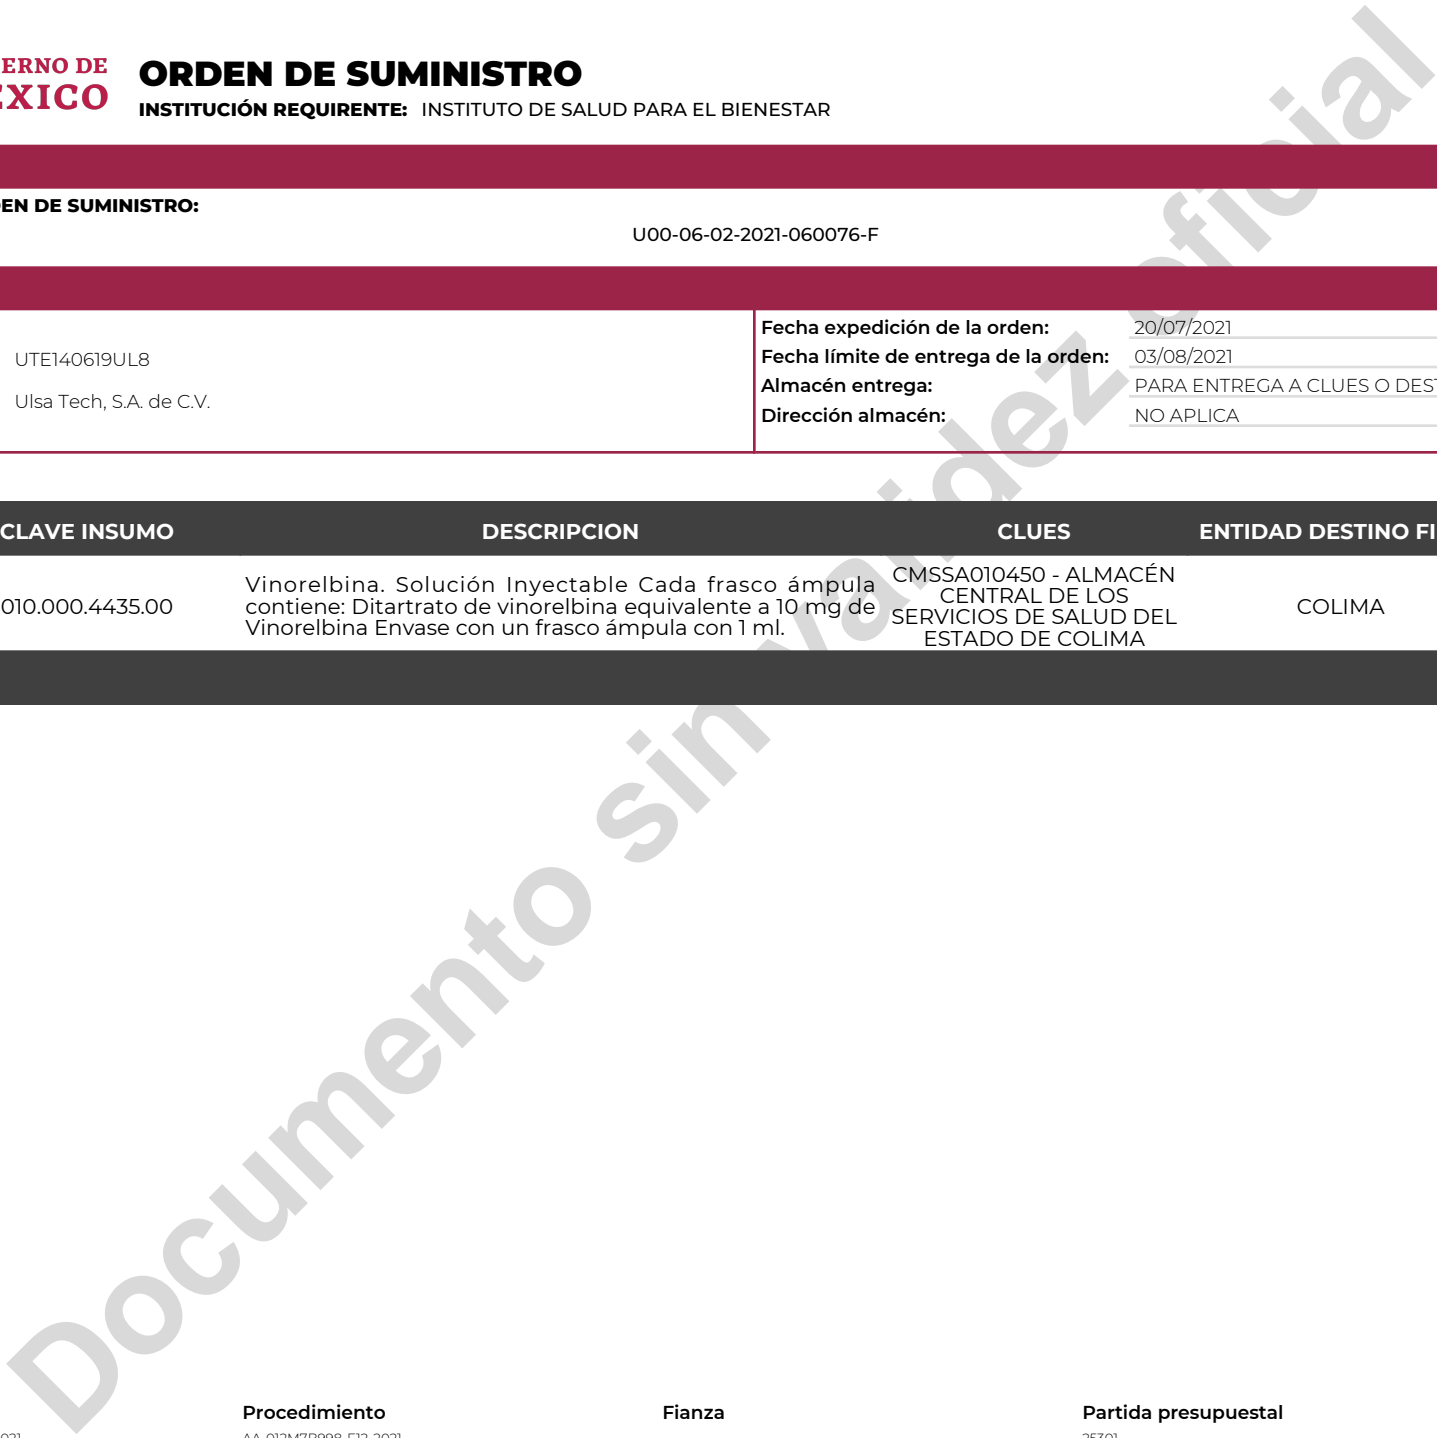 ERNO DE
ÉXICO
ORDEN DE SUMINISTRO
INSTITUCIÓN REQUIRENTE: INSTITUTO DE SALUD PARA EL BIENESTAR
EN DE SUMINISTRO:
U00-06-02-2021-060076-F
UTE140619UL8
Ulsa Tech, S.A. de C.V.
Fecha expedición de la orden: 20/07/2021
Fecha límite de entrega de la orden: 03/08/2021
Almacén entrega: PARA ENTREGA A CLUES O DEST
Dirección almacén: NO APLICA
CLAVE INSUMO DESCRIPCION CLUES ENTIDAD DESTINO FI
010.000.4435.00
Vinorelbina. Solución Inyectable Cada frasco ámpula
contiene: Ditartrato de vinorelbina equivalente a 10 mg de
Vinorelbina Envase con un frasco ámpula con 1 ml.
CMSSA010450 - ALMACÉN
CENTRAL DE LOS
SERVICIOS DE SALUD DEL
ESTADO DE COLIMA
COLIMA
Documento sin validez oficial
Procedimiento Fianza Partida presupuestal